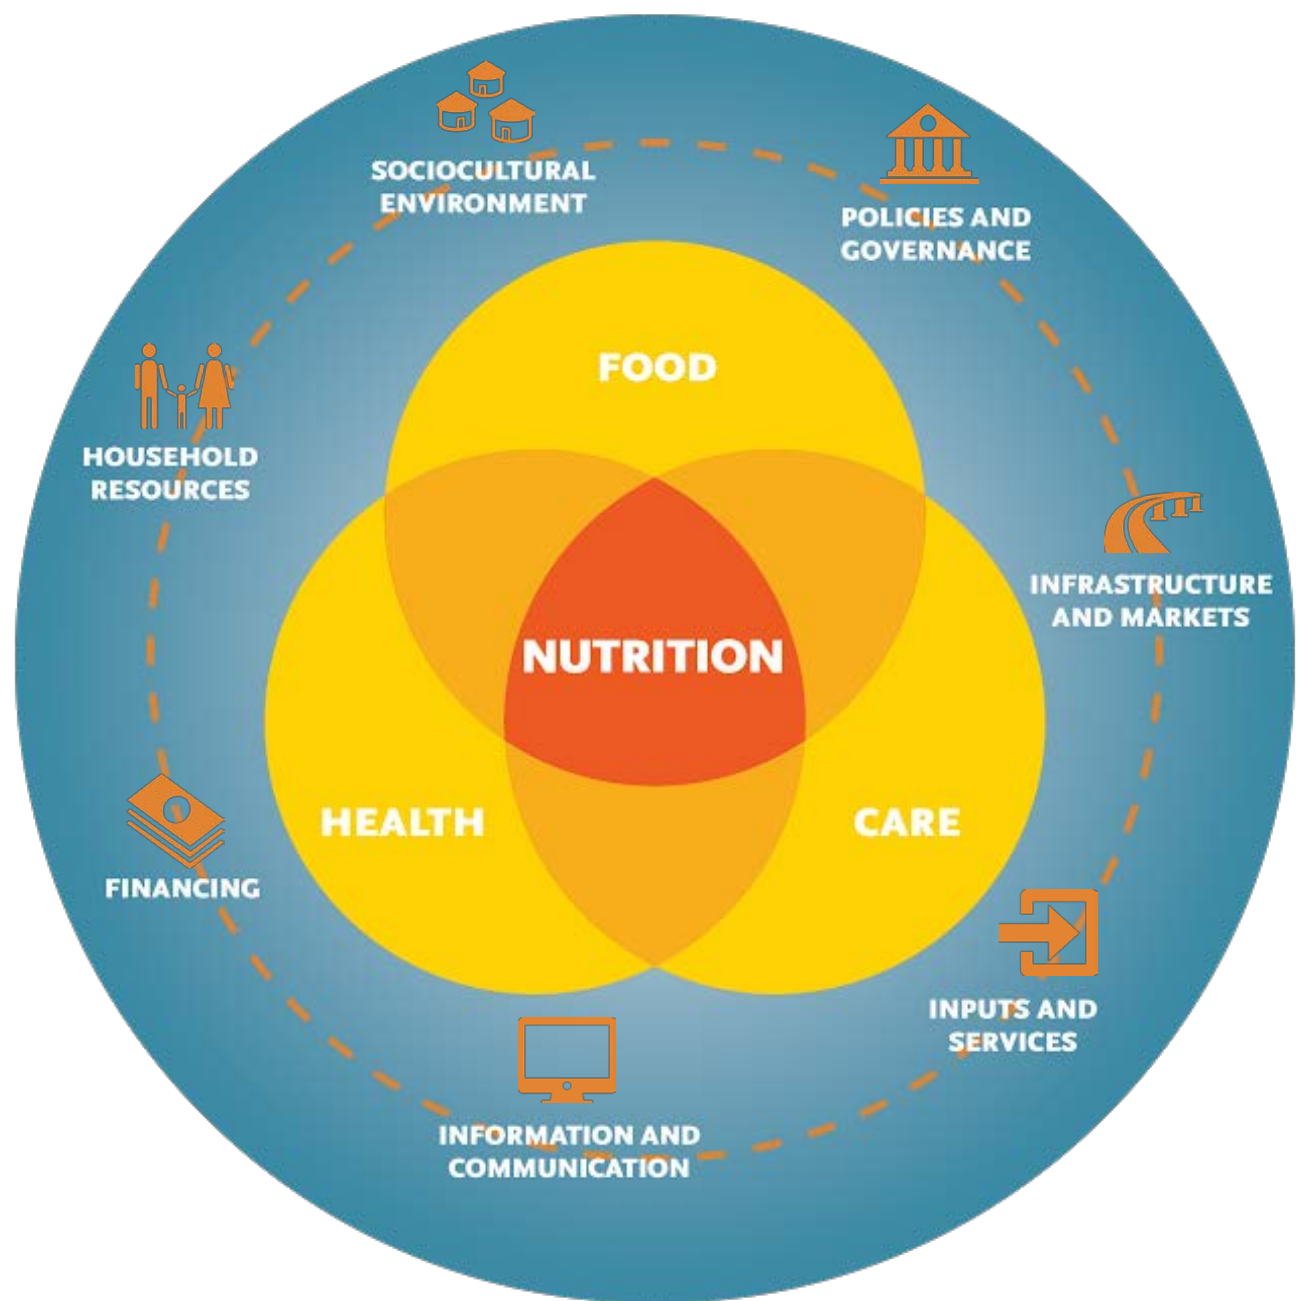 SOCIOCULTURAL
ENVIRONMENT
POLICIES AND
GOVERNANCE
FOOD
HOUSEHOLD
RESOURCES
INFRASTRUCTURE
AND MARKETS
NUTRITION
HEALTH
CARE
FINANCING
INPUTS AND
SERVICES
INFORMATION AND
COMMUNICATION